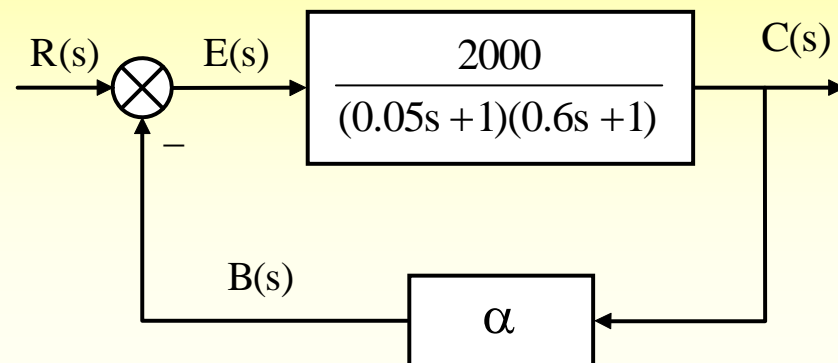 R(s)
E(s)
2000
(0.05s +1)(0.6s +1)
C(s)
−
B(s)
α